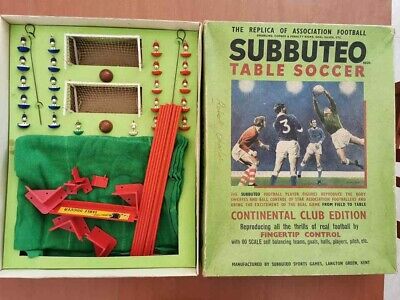 THE REPLICA OF ASSOCIATION FOOTBALL
SUBBUTEO
TABLE SOCCER
3
THE SUBBUTEO FOOTBALL PLAYER FIGURES REPRODUCE THE BODY
SWERVES AND BALL CONTROL OF STAR ASSOCIATION FOOTBALLERS AND
BRING THE EXCITEMENT OF THE REAL GAME FROM FIELD TO TABLE
CONTINENTAL CLUB EDITION
Reproducing all the thrills of real football by
FINGERTIP CONTROL
with OO SCALE self balancing teams, goals, balls, players, pitch, etc.
MANUFACTURED BY SUBBUTEO SPORTS GAMES, LANGTON GREEN, KENT